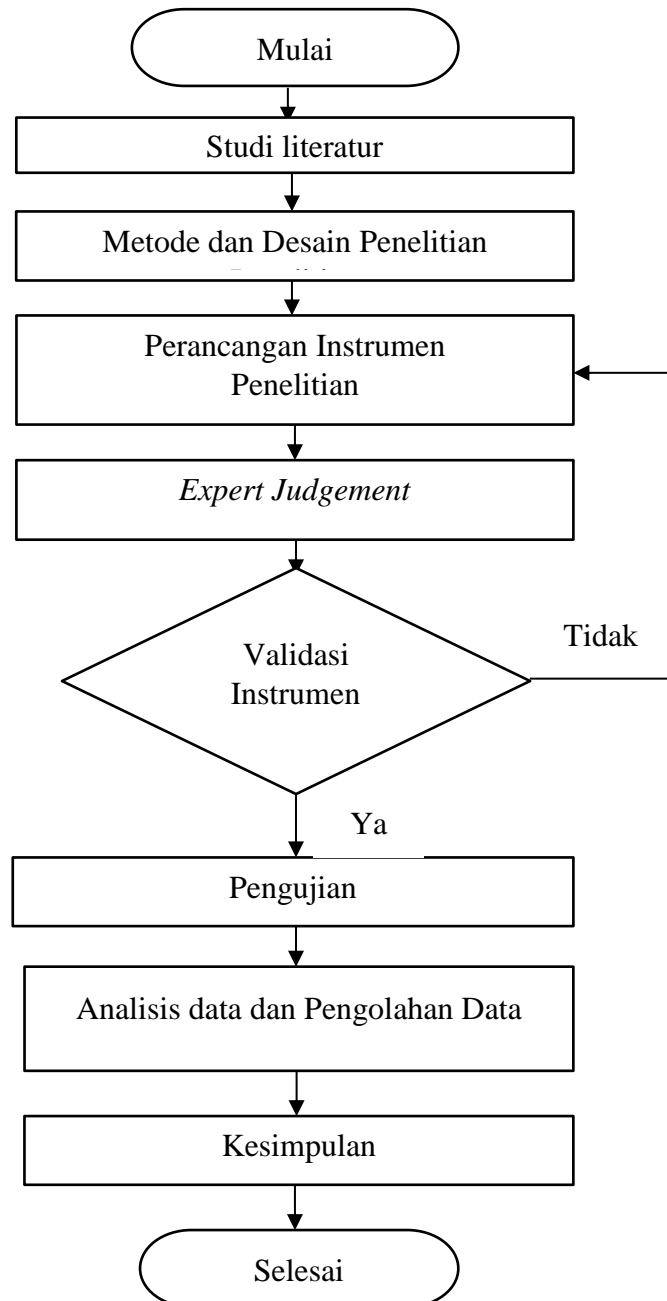 Mulai
Studi literatur
Metode dan Desain Penelitian
Perancangan Instrumen
Penelitian
Expert Judgement
Validasi
Instrumen
Tidak
Ya
Pengujian
Analisis data dan Pengolahan Data
Kesimpulan
Selesai